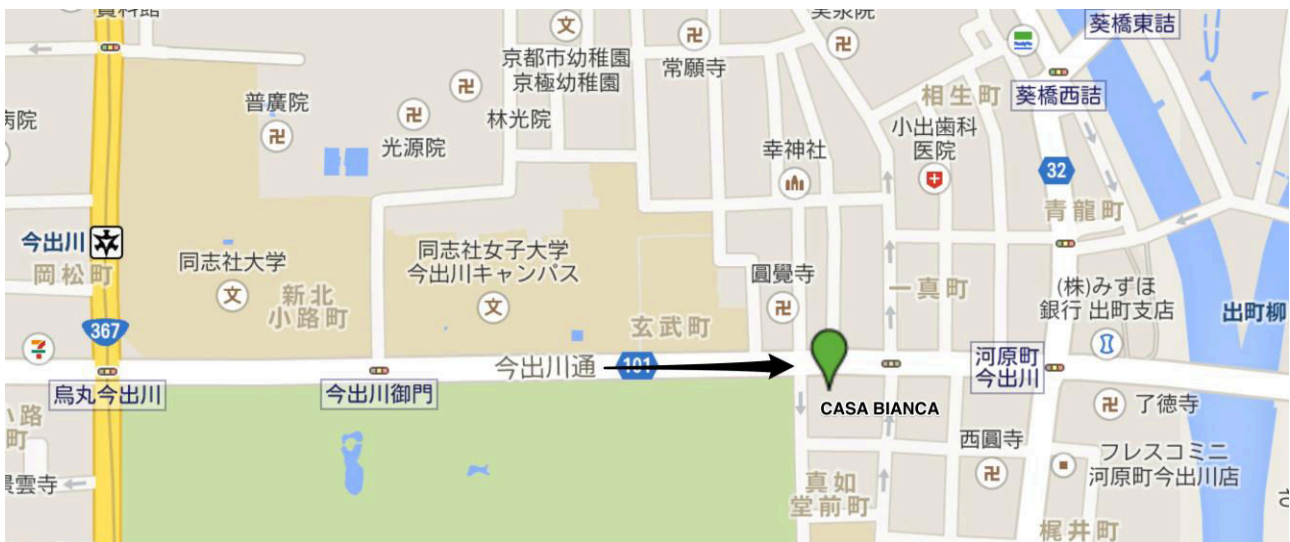 資料館
京都市幼稚園
京極幼稚園
常願寺
葵橋東詰
葵橋西詰
相生町
小出歯科
医院
普廣院
光源院
林光院
幸神社
32
青龍町
今出川
岡松町
同志社大学
新北
小路町
同志社女子大学
今出川キャンパス
玄武町
圓覺寺
一真町
(株)みずほ
銀行 出町支店
出町柳
367
7
今出川通
101
河原町
今出川
烏丸今出川
今出川御門
CASA BIANCA
了徳寺
西圓寺
フレスコミニ
河原町今出川店
真如
堂前町
梶井町